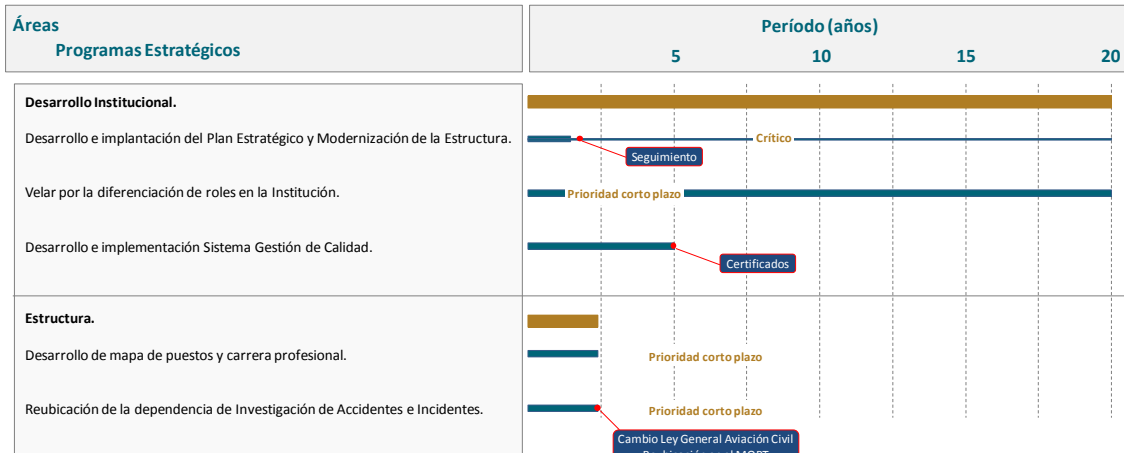 Áreas
Programas Estratégicos
Período (años)
5 10 15 20
Desarrollo Institucional.
Desarrollo e implantación del Plan Estratégico y Modernización de la Estructura.
Crítico
Seguimiento
Velar por la diferenciación de roles en la Institución.
Prioridad corto plazo
Desarrollo e implementación Sistema Gestión de Calidad.
Certificados
Estructura.
Desarrollo de mapa de puestos y carrera profesional.
Prioridad corto plazo
Reubicación de la dependencia de Investigación de Accidentes e Incidentes.
Prioridad corto plazo
Cambio Ley General Aviación Civil